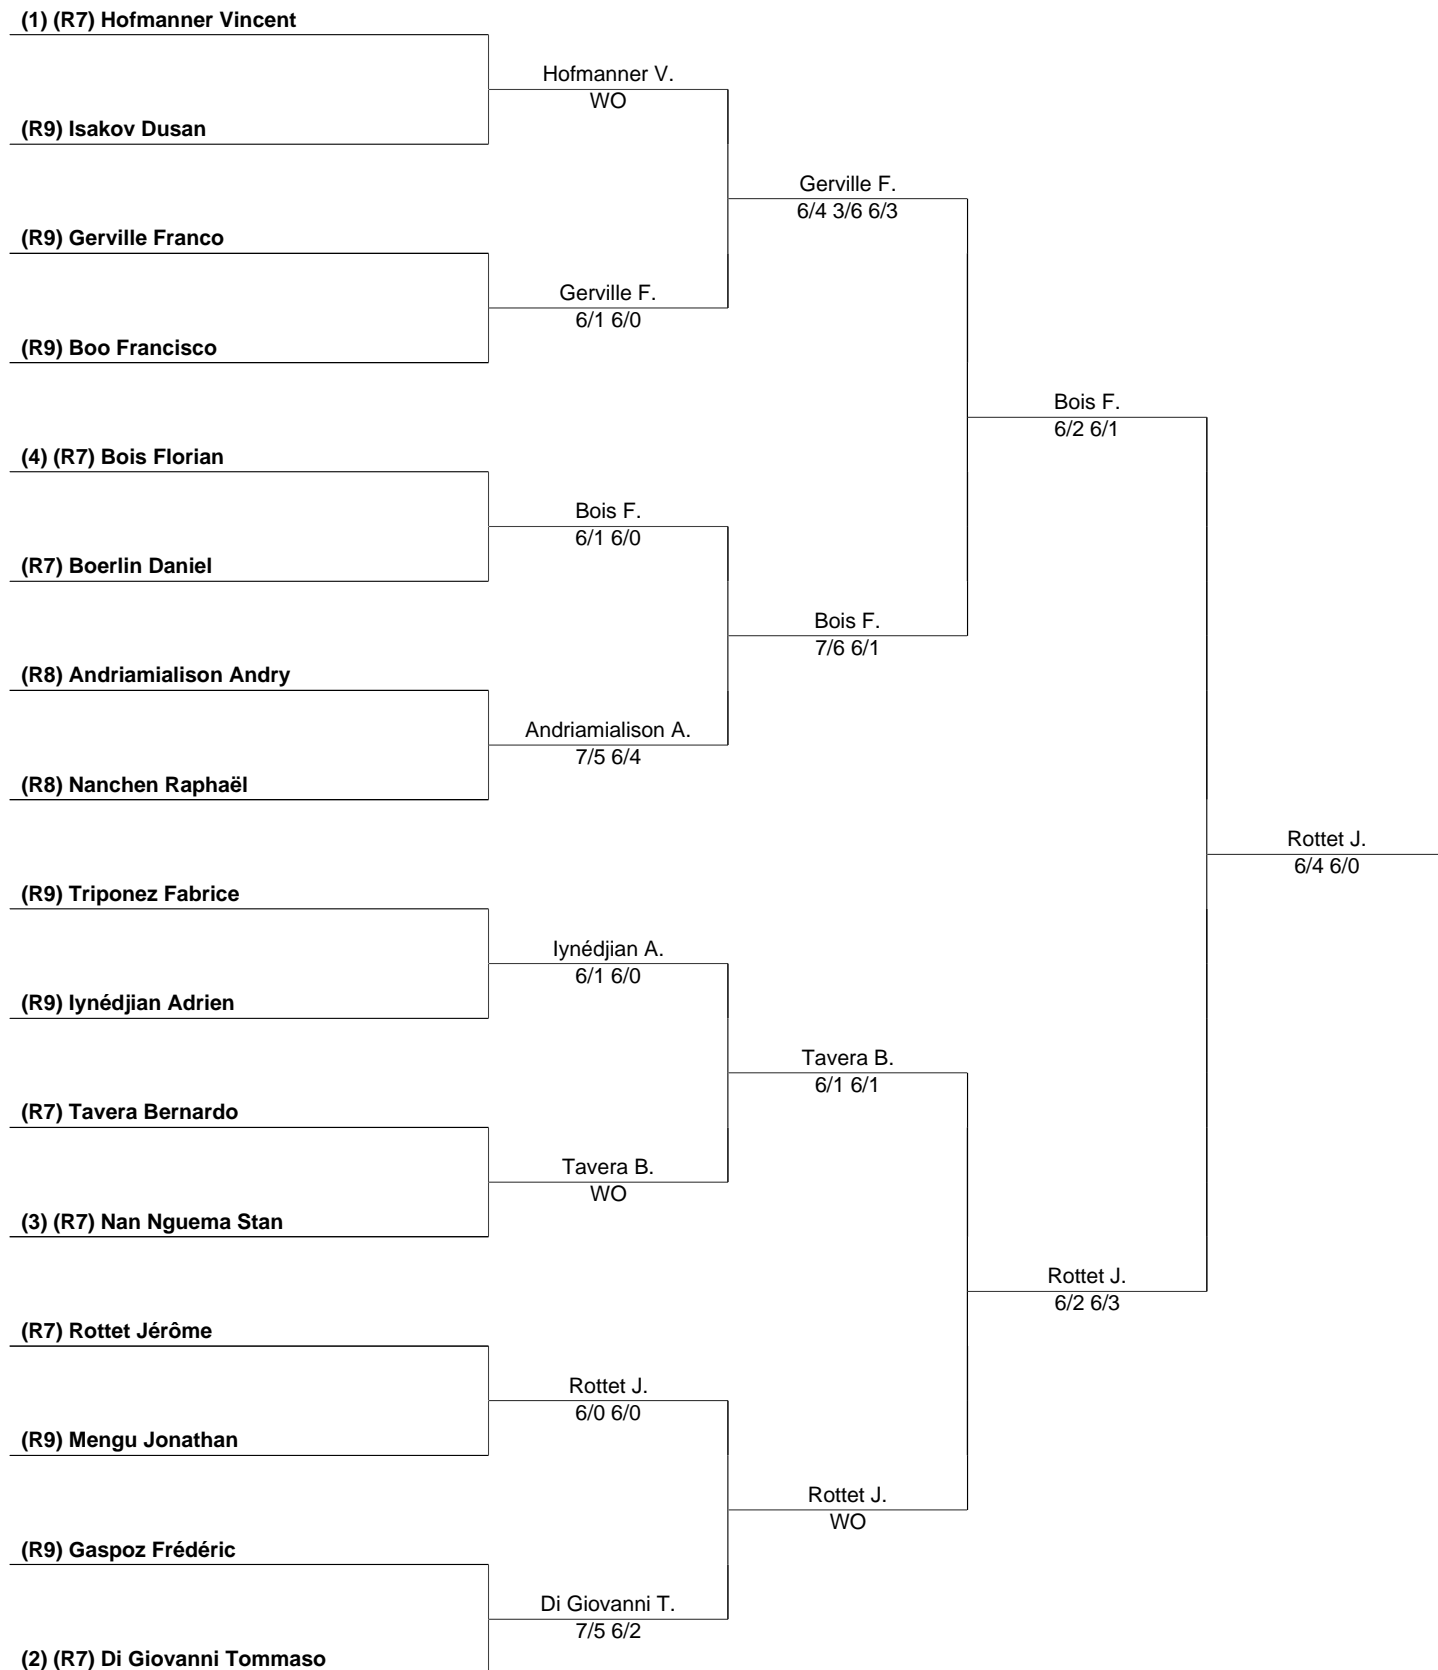 (1) (R7) Hofmanner Vincent
Hofmanner V.
WO
(R9) Isakov Dusan
Gerville F.
6/4 3/6 6/3
(R9) Gerville Franco
Gerville F.
6/1 6/0
(R9) Boo Francisco
Bois F.
6/2 6/1
(4) (R7) Bois Florian
Bois F.
6/1 6/0
(R7) Boerlin Daniel
Bois F.
7/6 6/1
(R8) Andriamialison Andry
Andriamialison A.
7/5 6/4
(R8) Nanchen Raphaël
Rottet J.
6/4 6/0
(R9) Triponez Fabrice
Iynédjian A.
6/1 6/0
(R9) Iynédjian Adrien
Tavera B.
6/1 6/1
(R7) Tavera Bernardo
Tavera B.
WO
(3) (R7) Nan Nguema Stan
Rottet J.
6/2 6/3
(R7) Rottet Jérôme
Rottet J.
6/0 6/0
(R9) Mengu Jonathan
Rottet J.
WO
(R9) Gaspoz Frédéric
Di Giovanni T.
7/5 6/2
(2) (R7) Di Giovanni Tommaso